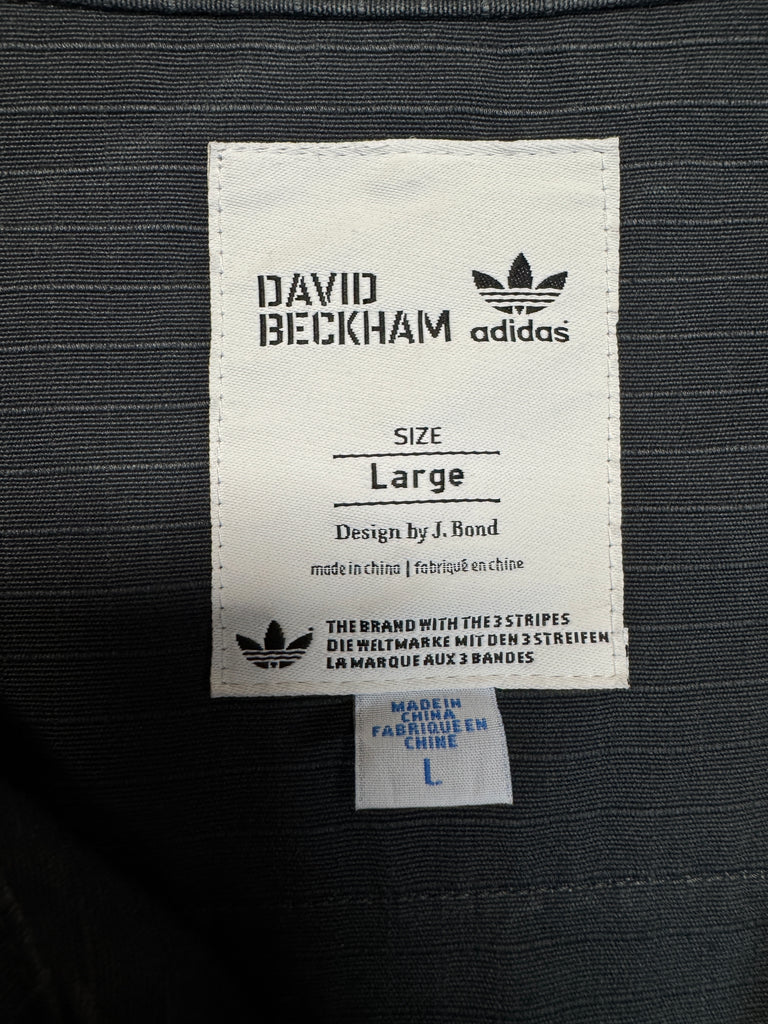 DAVID
BECKHAM
adidas
SIZE
Large
Design by J. Bond
made in china | fabriqué en chine
THE BRAND WITH THE 3 STRIPES
DIE WELTMARKE MIT DEN 3 STREIFEN
LA MARQUE AUX 3 BANDES
MADE IN
CHINA
FABRIQUE EN
CHINE
L